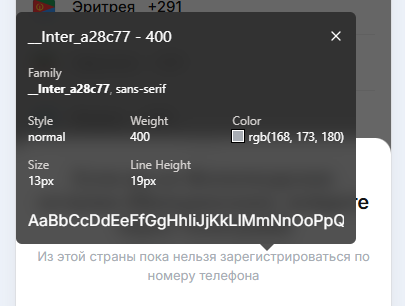 Эритрея +291
__Inter_a28c77 - 400
Family
__Inter_a28c77, sans-serif
Style Weight Color
normal 400 rgb(168, 173, 180)
Size Line Height
13px 19px
AaBbCcDdEeFfGgHhIiJjKkLlMmNnOoPpQ
Из этой страны пока нельзя зарегистрироваться по
номеру телефона